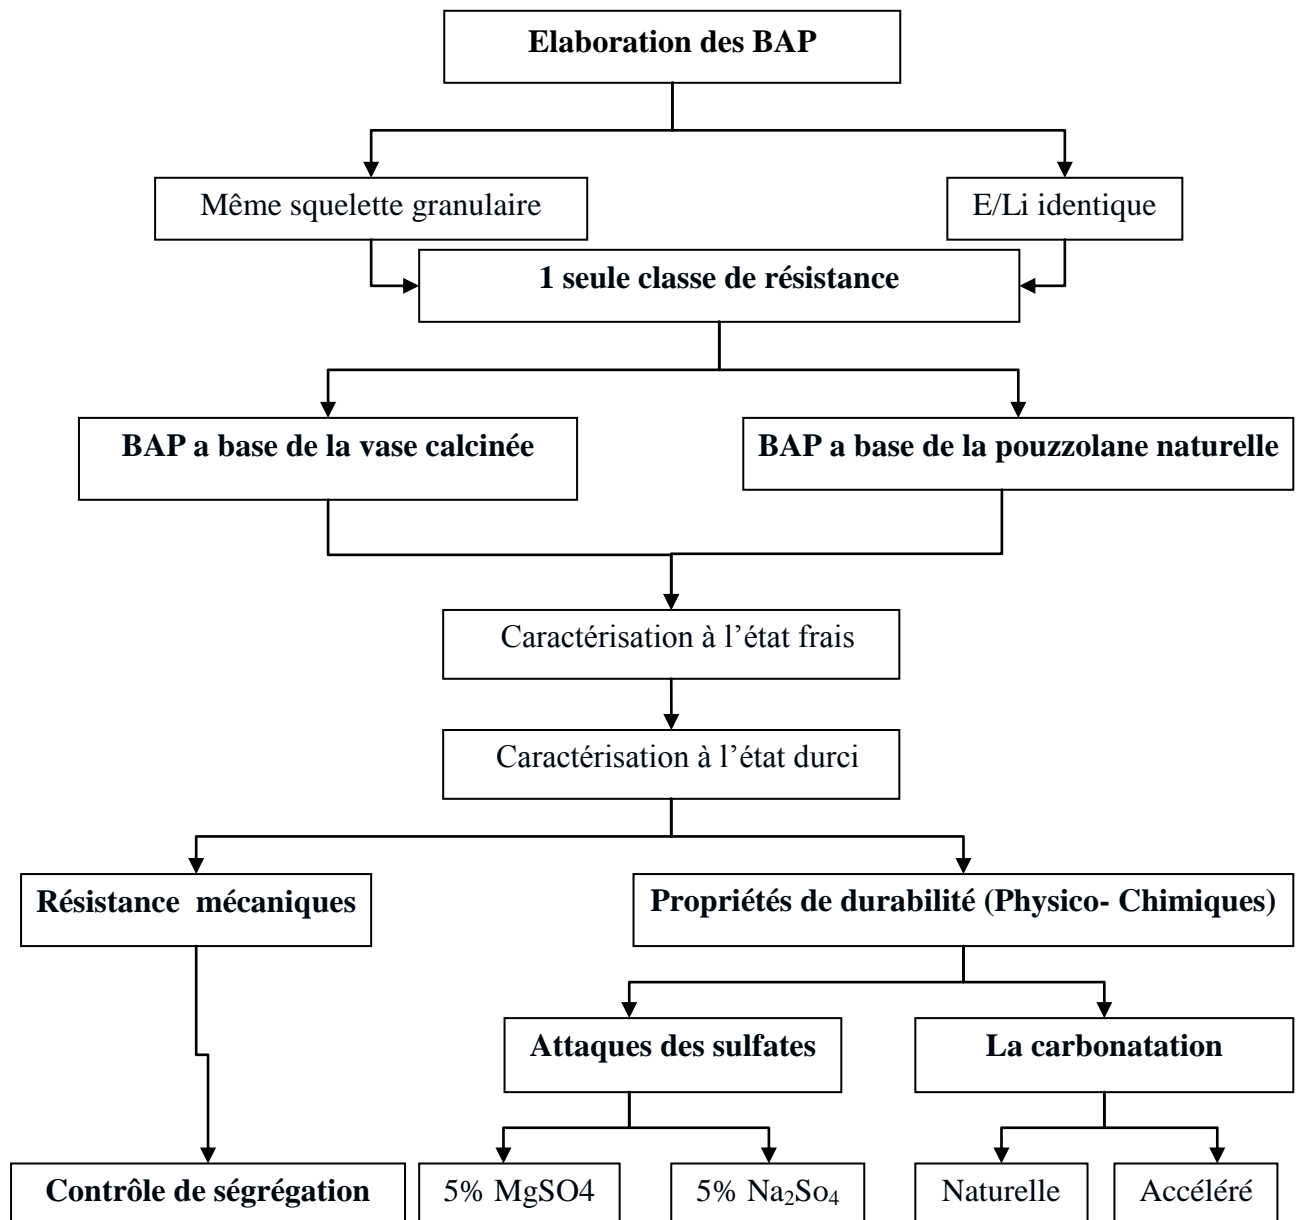 Elaboration des BAP
Même squelette granulaire
E/Li identique
1 seule classe de résistance
BAP a base de la vase calcinée
BAP a base de la pouzzolane naturelle
Caractérisation à l’état frais
Caractérisation à l’état durci
Résistance  mécaniques
Propriétés de durabilité (Physico- Chimiques)
Attaques des sulfates
La carbonatation
Contrôle de ségrégation
5% MgSO4
5% Na₂So₄
Naturelle
Accéléré